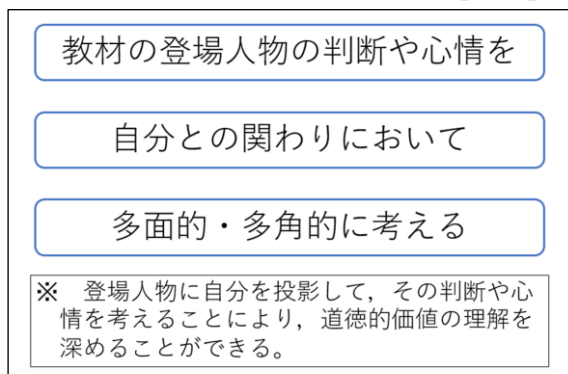 教材の登場人物の判断や心情を
自分との関わりにおいて
多面的・多角的に考える
※　登場人物に自分を投影して，その判断や心
情を考えることにより，道徳的価値の理解を
深めることができる。